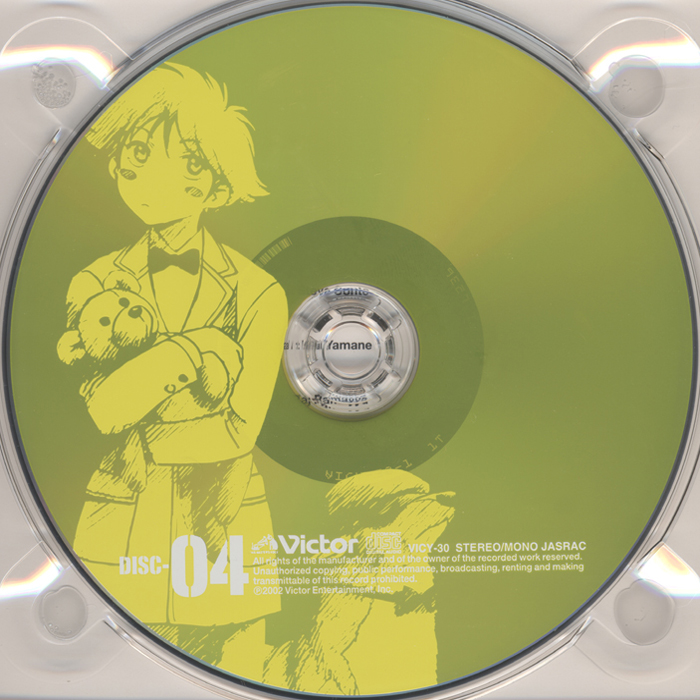 Yamane
DISC-04
Victor
VICY-30 STEREO/MONO JASRAC
All rights of the manufacturer and of the owner of the recorded work reserved.
Unauthorized copying, public performance, broadcasting, renting and making
transmittable of this record prohibited.
℗2002 Victor Entertainment, Inc.